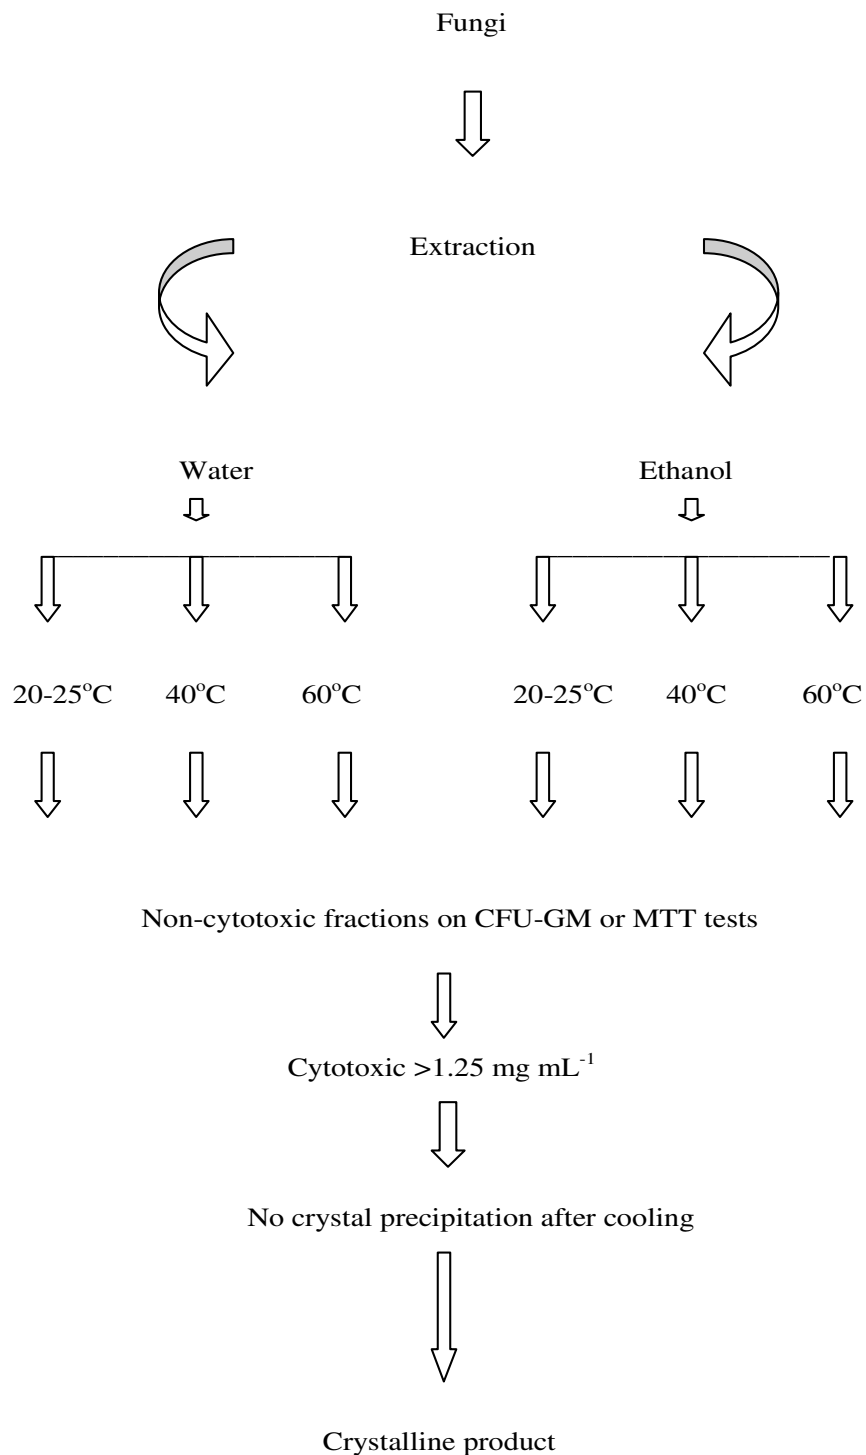 Fungi
Extraction
Water Ethanol
20-25°C 40°C 60°C 20-25°C 40°C 60°C
Non-cytotoxic fractions on CFU-GM or MTT tests
Cytotoxic >1.25 mg mL⁻¹
No crystal precipitation after cooling
Crystalline product